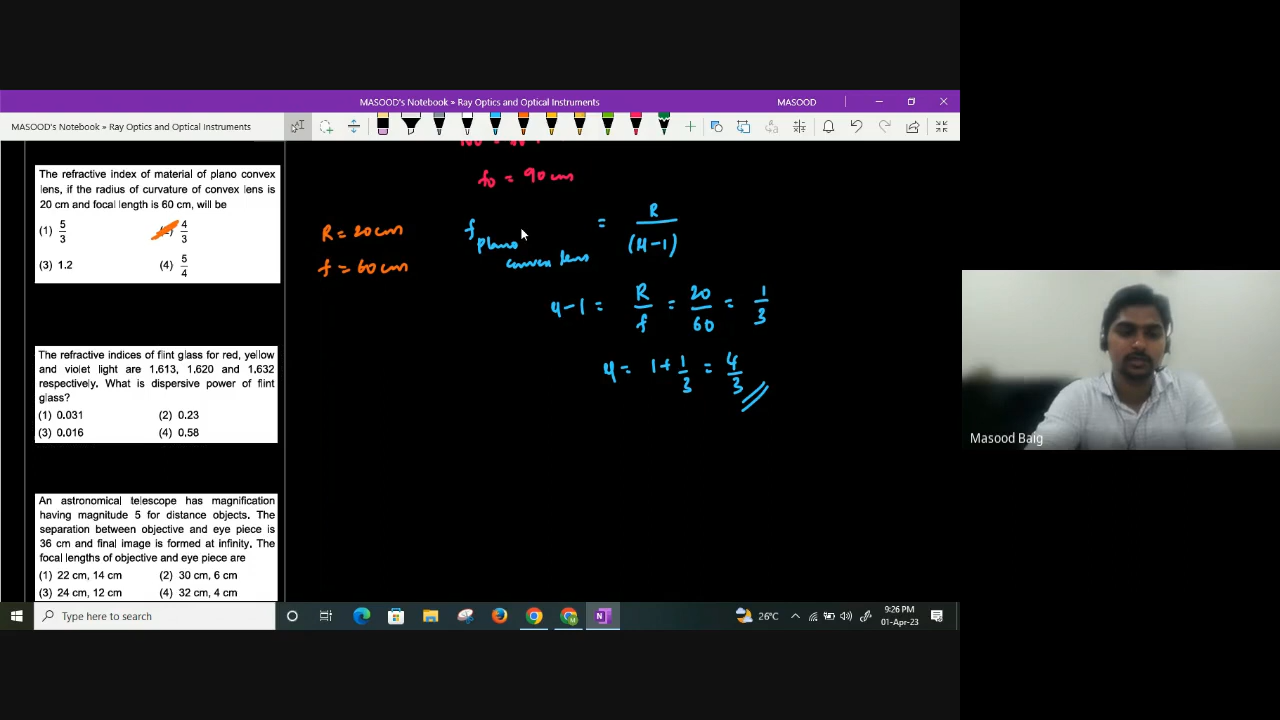 MASOOD's Notebook » Ray Optics and Optical Instruments
MASOOD
MASOOD's Notebook » Ray Optics and Optical Instruments
f₀ = 90 cm
The refractive index of material of plano convex
lens, if the radius of curvature of convex lens is
20 cm and focal length is 60 cm, will be
(1) 5/3
4/3
(3) 1.2
(4) 5/4
R = 20 cm
f = 60 cm
f plano convex lens = R/(μ-1)
μ-1 = R/f = 20/60 = 1/3
μ = 1+1/3 = 4/3
The refractive indices of flint glass for red, yellow
and violet light are 1.613, 1.620 and 1.632
respectively. What is dispersive power of flint
glass?
(1) 0.031 (2) 0.23
(3) 0.016 (4) 0.58
An astronomical telescope has magnification
having magnitude 5 for distance objects. The
separation between objective and eye piece is
36 cm and final image is formed at infinity. The
focal lengths of objective and eye piece are
(1) 22 cm, 14 cm (2) 30 cm, 6 cm
(3) 24 cm, 12 cm (4) 32 cm, 4 cm
Masood Baig
Type here to search
26°C
9:26 PM
01-Apr-23